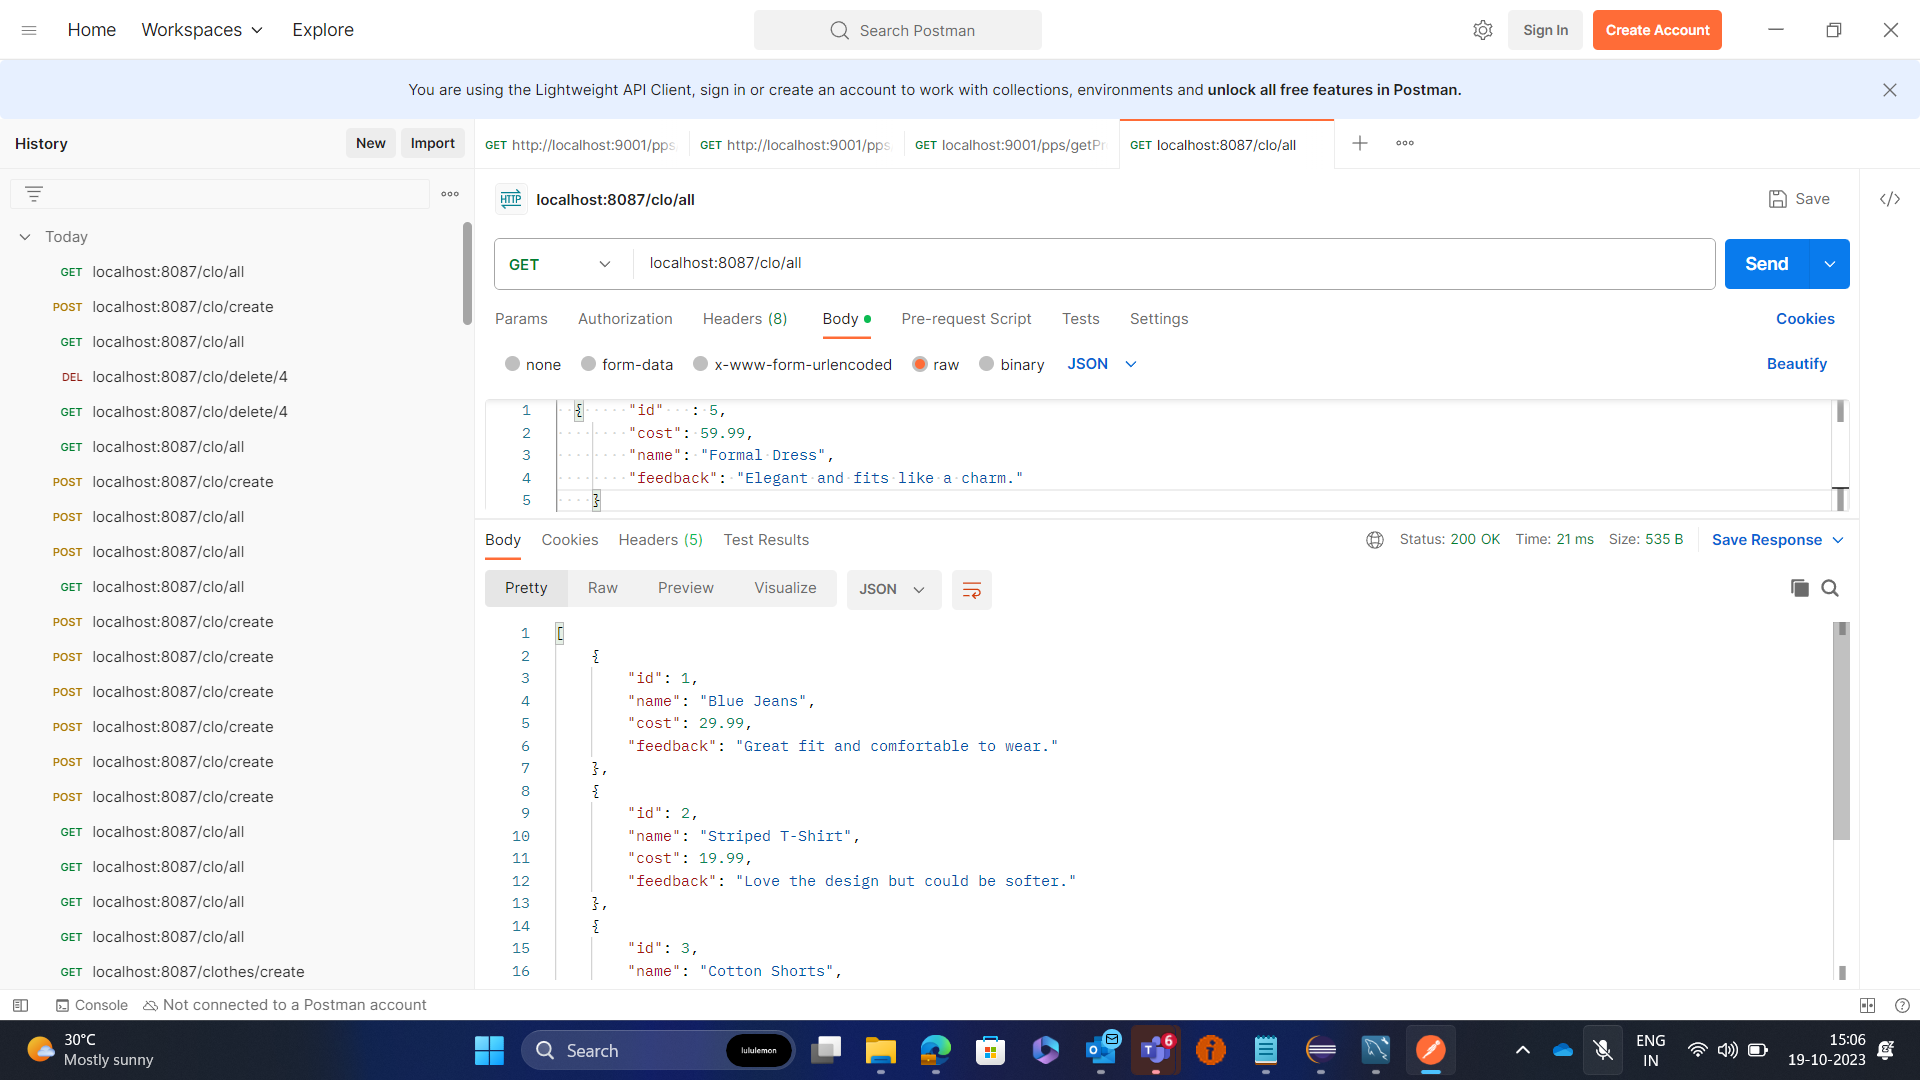 Home
Workspaces
Explore
Search Postman
Sign In
Create Account
You are using the Lightweight API Client, sign in or create an account to work with collections, environments and unlock all free features in Postman.
History
New
Import
GET http://localhost:9001/pps
GET http://localhost:9001/pps
GET localhost:9001/pps/getPr
GET localhost:8087/clo/all
Today
GET localhost:8087/clo/all
POST localhost:8087/clo/create
GET localhost:8087/clo/all
DEL localhost:8087/clo/delete/4
GET localhost:8087/clo/delete/4
GET localhost:8087/clo/all
POST localhost:8087/clo/create
POST localhost:8087/clo/all
POST localhost:8087/clo/all
GET localhost:8087/clo/all
POST localhost:8087/clo/create
POST localhost:8087/clo/create
POST localhost:8087/clo/create
POST localhost:8087/clo/create
POST localhost:8087/clo/create
POST localhost:8087/clo/create
GET localhost:8087/clo/all
GET localhost:8087/clo/all
GET localhost:8087/clo/all
GET localhost:8087/clo/all
GET localhost:8087/clothes/create
HTTP localhost:8087/clo/all
Save
</>
GET localhost:8087/clo/all
Send
Params Authorization Headers (8) Body Pre-request Script Tests Settings
Cookies
none form-data x-www-form-urlencoded raw binary JSON
Beautify
1 { "id" : 5,
2 "cost": 59.99,
3 "name": "Formal Dress",
4 "feedback": "Elegant and fits like a charm."
5 }
Body Cookies Headers (5) Test Results
Status: 200 OK Time: 21 ms Size: 535 B
Save Response
Pretty Raw Preview Visualize JSON
1 [
2 {
3 "id": 1,
4 "name": "Blue Jeans",
5 "cost": 29.99,
6 "feedback": "Great fit and comfortable to wear."
7 },
8 {
9 "id": 2,
10 "name": "Striped T-Shirt",
11 "cost": 19.99,
12 "feedback": "Love the design but could be softer."
13 },
14 {
15 "id": 3,
16 "name": "Cotton Shorts",
Console
Not connected to a Postman account
30°C
Mostly sunny
Search
lululemon
6
ENG
IN
15:06
19-10-2023